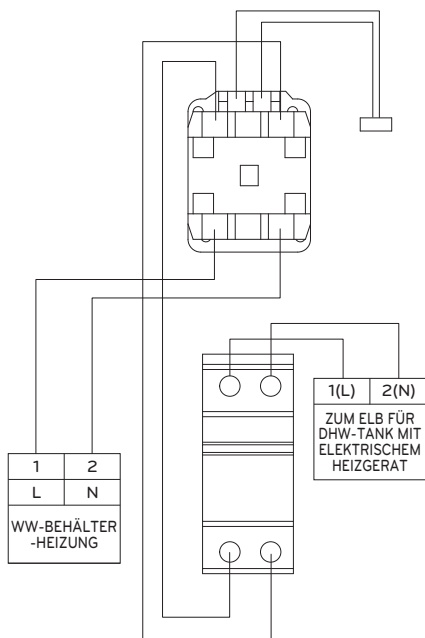 1(L) 2(N)
ZUM ELB FÜR
DHW-TANK MIT
ELEKTRISCHEM
HEIZGERAT
1 2
L N
WW-BEHÄLTER
-HEIZUNG